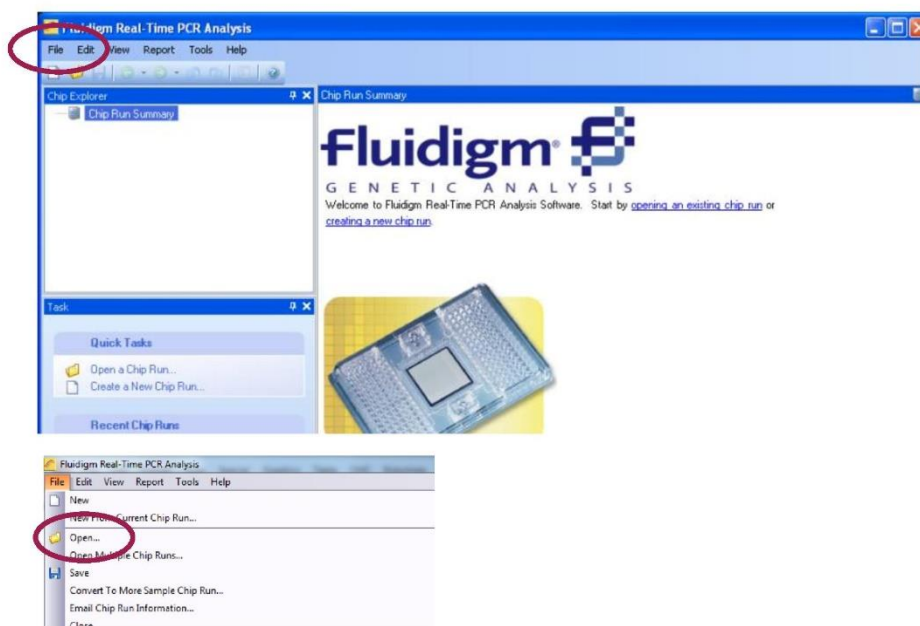 Fluidigm Real-Time PCR Analysis
File Edit View Report Tools Help
Chip Explorer
Chip Run Summary
Chip Run Summary
Fluidigm®
GENETIC ANALYSIS
Welcome to Fluidigm Real-Time PCR Analysis Software. Start by opening an existing chip run or
creating a new chip run.
Task
Quick Tasks
Open a Chip Run...
Create a New Chip Run...
Recent Chip Runs
Fluidigm Real-Time PCR Analysis
File Edit View Report Tools Help
New
New From Current Chip Run...
Open...
Open Multiple Chip Runs...
Save
Convert To More Sample Chip Run...
Email Chip Run Information...
Close